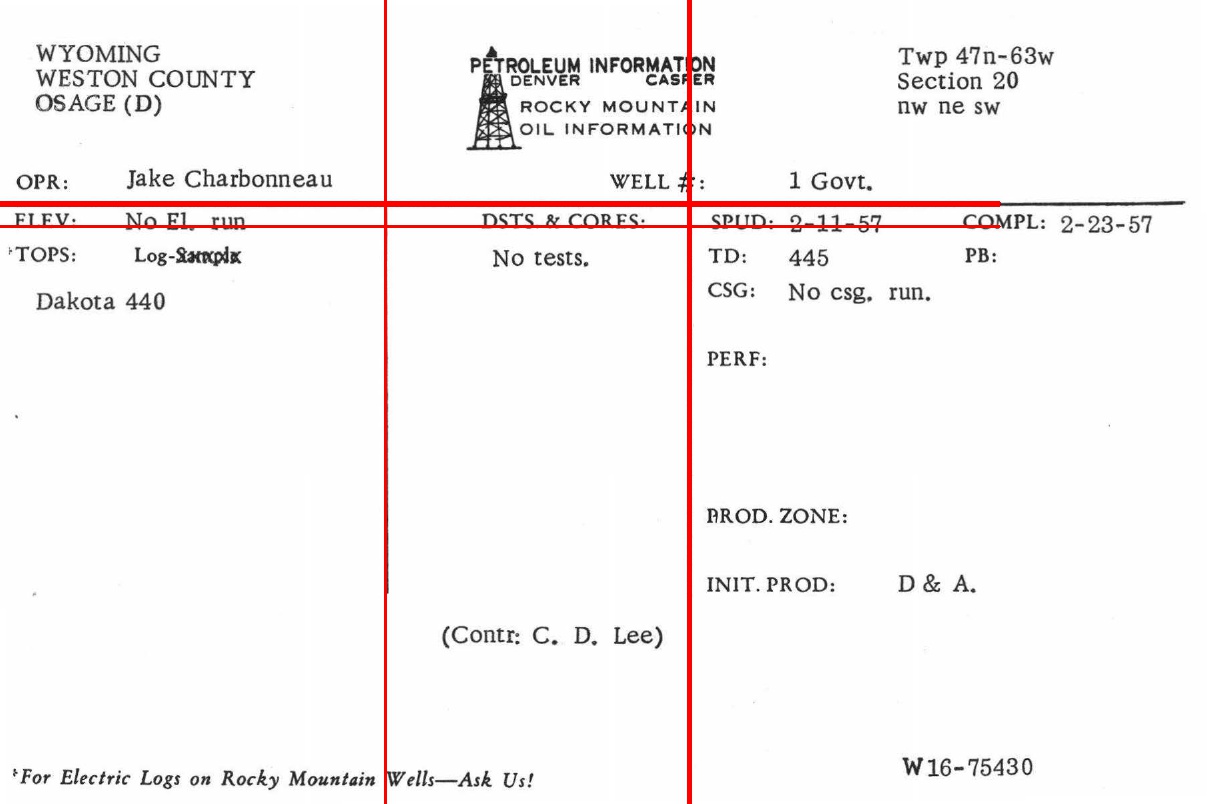 WYOMING
WESTON COUNTY
OSAGE (D)
PETROLEUM INFORMATION
DENVER CASPER
ROCKY MOUNTAIN
OIL INFORMATION
Twp 47n-63w
Section 20
nw ne sw
OPR: Jake Charbonneau WELL #: 1 Govt.
ELEV: No El. run DSTS & CORES: SPUD: 2-11-57 COMPL: 2-23-57
TOPS: Log-Sample No tests. TD: 445 PB:
Dakota 440 CSG: No csg. run.
PERF:
PROD. ZONE:
INIT. PROD: D & A.
(Contr: C. D. Lee)
W16-75430
*For Electric Logs on Rocky Mountain Wells—Ask Us!